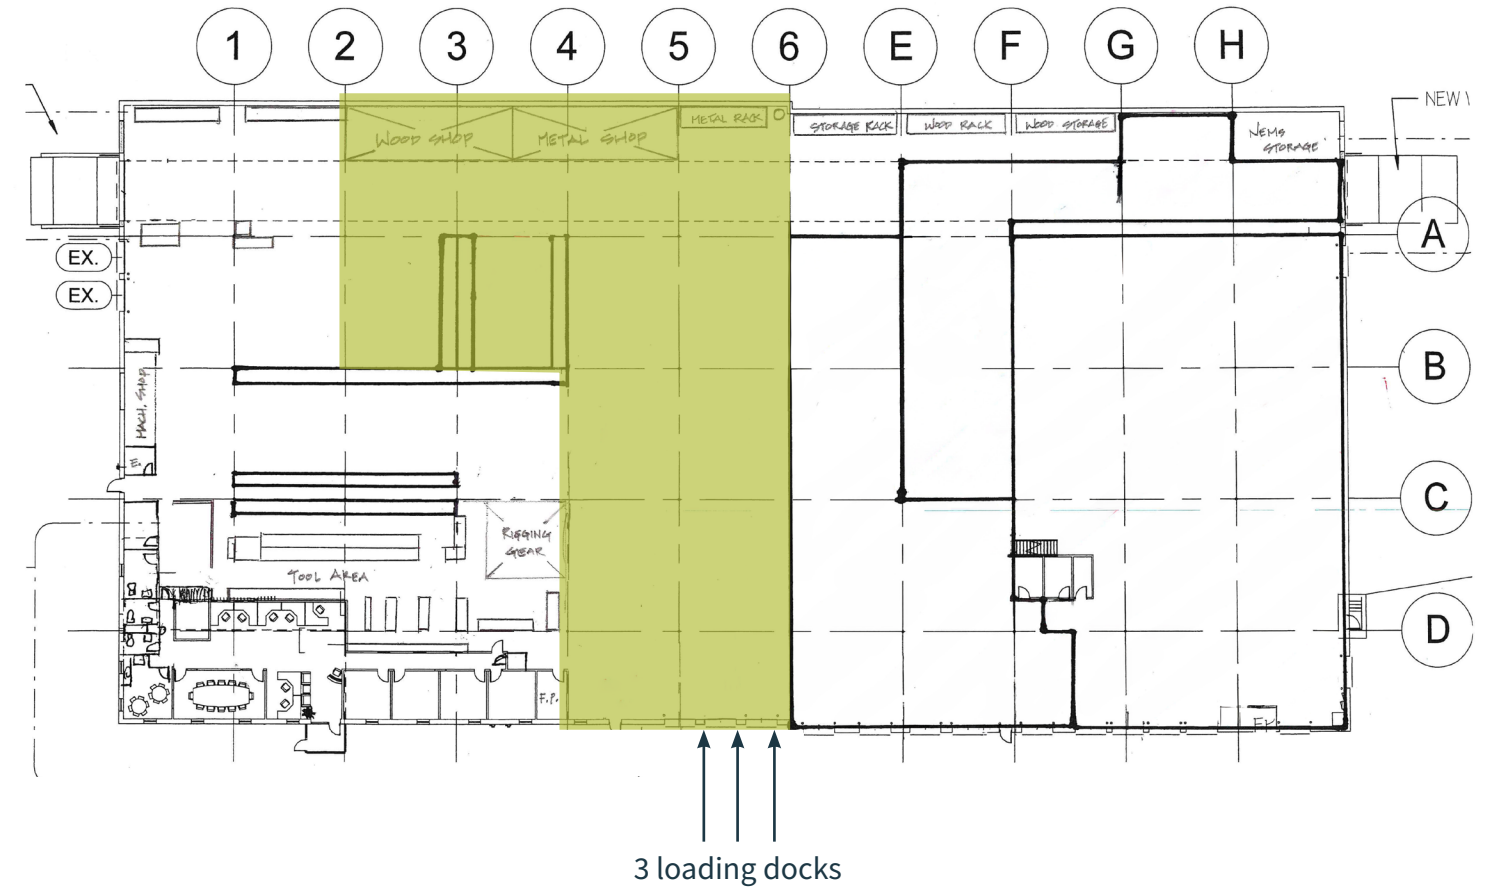 1 2 3 4 5 6 E F G H
NEW
WOOD SHOP
METAL SHOP
METAL RACK
STORAGE RACK
WOOD RACK
WOOD STORAGE
NEMS
STORAGE
A
EX.
EX.
B
MACH. SHOP
E.
C
RIGGING
GEAR
TOOL AREA
D
F.P.
3 loading docks